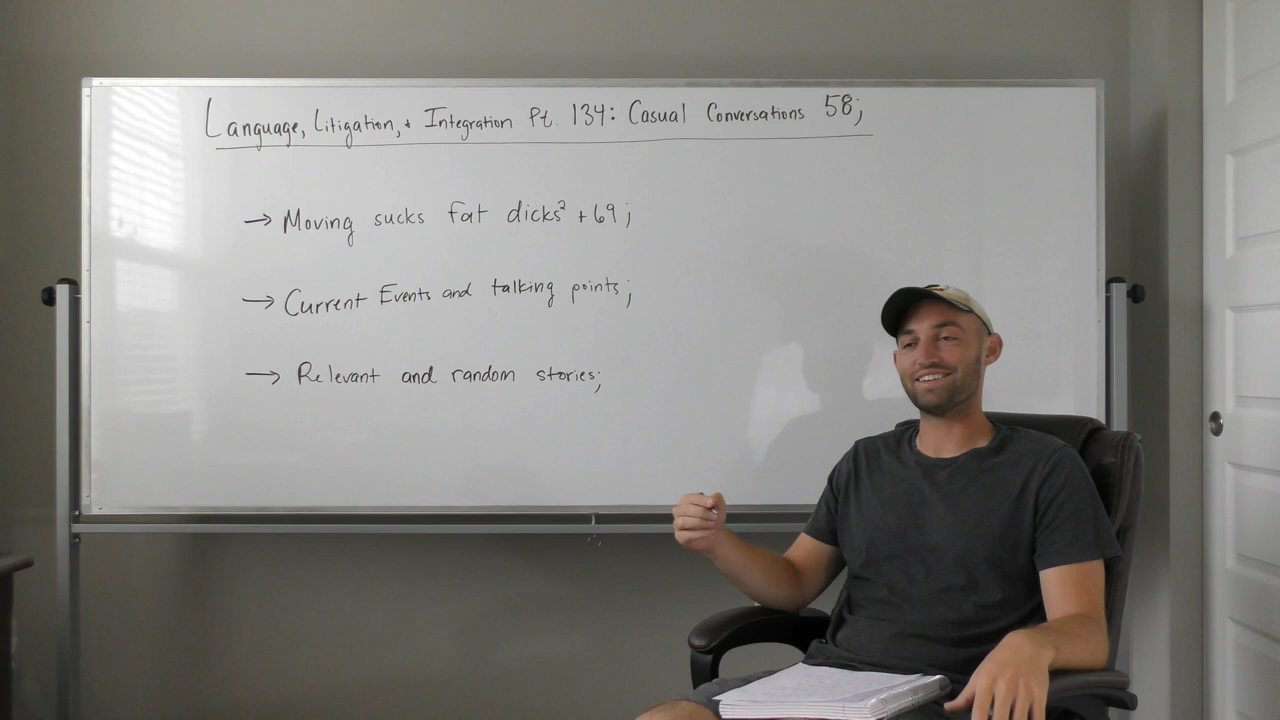 Language, Litigation, + Integration Pt. 134: Casual Conversations 58;
→ Moving sucks fat dicks² + 69;
→ Current Events and talking points;
→ Relevant and random stories;